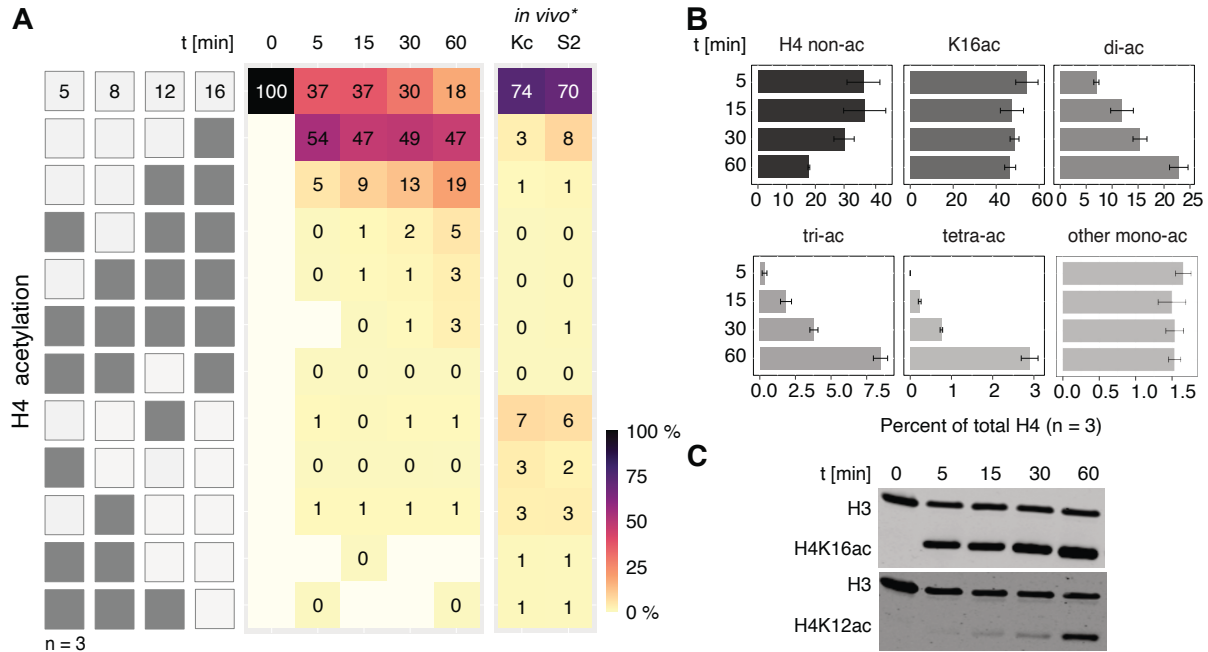 A
in vivo*
t [min] 0 5 15 30 60 Kc S2
5 8 12 16 100 37 37 30 18 74 70
54 47 49 47 3 8
5 9 13 19 1 1
0 1 2 5 0 0
0 1 1 3 0 0
0 1 3 0 1
0 0 0 0 0 0
1 0 1 1 7 6
0 0 0 0 3 2
1 1 1 1 3 3
0 1 1
0 0 1 1
H4 acetylation
n = 3
100 %
75
50
25
0 %
B
t [min] H4 non-ac K16ac di-ac
5
15
30
60
0 10 20 30 40 0 20 40 60 0 5 10 15 20 25
tri-ac tetra-ac other mono-ac
5
15
30
60
0.0 2.5 5.0 7.5 0 1 2 3 0.0 0.5 1.0 1.5
Percent of total H4 (n = 3)
C
t [min] 0 5 15 30 60
H3
H4K16ac
H3
H4K12ac